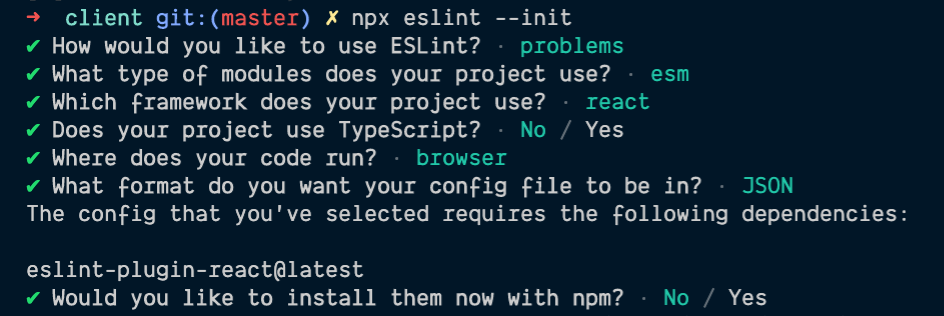 ➜ client git:(master) ✗ npx eslint --init
✔ How would you like to use ESLint? · problems
✔ What type of modules does your project use? · esm
✔ Which framework does your project use? · react
✔ Does your project use TypeScript? · No / Yes
✔ Where does your code run? · browser
✔ What format do you want your config file to be in? · JSON
The config that you've selected requires the following dependencies:
eslint-plugin-react@latest
✔ Would you like to install them now with npm? · No / Yes